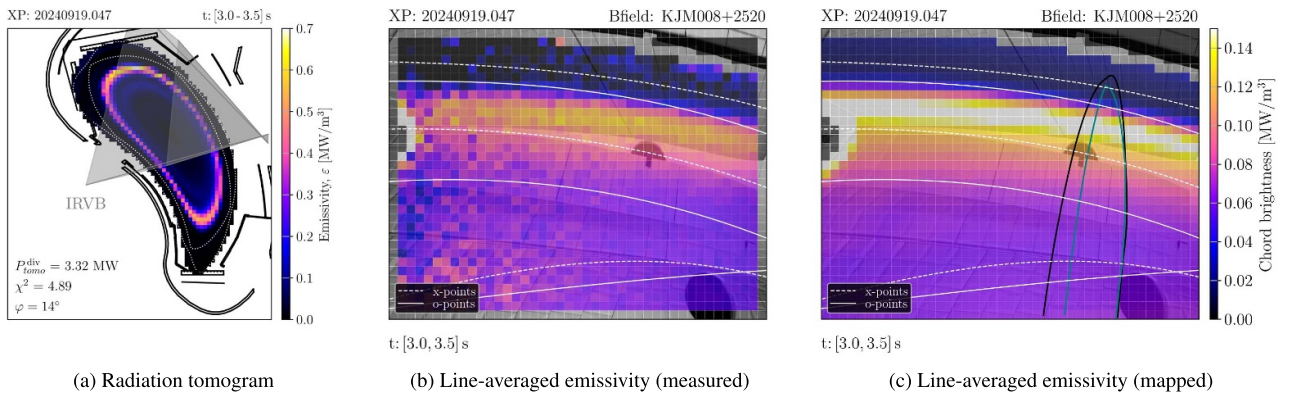 XP: 20240919.047
t: [3.0 - 3.5] s
IRVB
P_{tomo}^{div} = 3.32 MW
χ² = 4.89
φ = 14°
0.7
0.6
0.5
0.4
0.3
0.2
0.1
0.0
Emissivity, ε [MW/m³]
XP: 20240919.047
Bfield: KJM008+2520
x-points
o-points
t: [3.0, 3.5] s
XP: 20240919.047
Bfield: KJM008+2520
x-points
o-points
t: [3.0, 3.5] s
0.14
0.12
0.10
0.08
0.06
0.04
0.02
0.00
Chord brightness [MW/m³]
(a) Radiation tomogram
(b) Line-averaged emissivity (measured)
(c) Line-averaged emissivity (mapped)